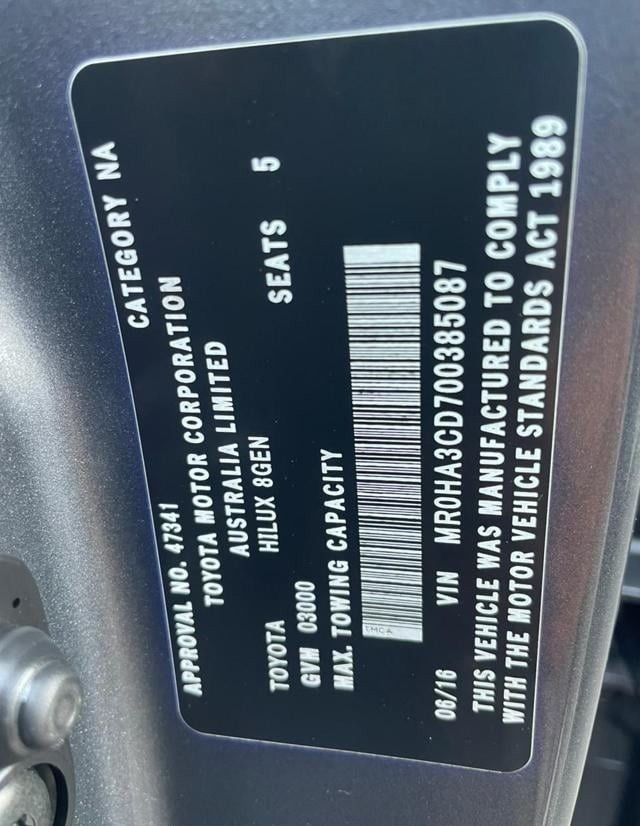 APPROVAL NO. 47341 CATEGORY NA
TOYOTA MOTOR CORPORATION
AUSTRALIA LIMITED
TOYOTA HILUX 8GEN
GVM 03000 SEATS 5
MAX. TOWING CAPACITY
TMCA
06/16 VIN MR0HA3CD700385087
THIS VEHICLE WAS MANUFACTURED TO COMPLY
WITH THE MOTOR VEHICLE STANDARDS ACT 1989